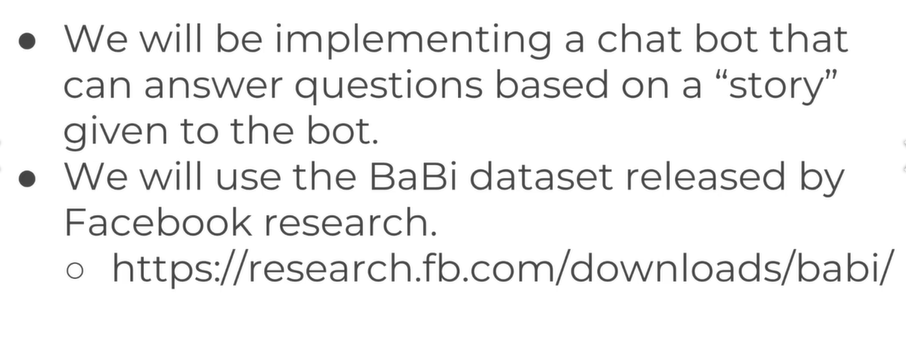 ● We will be implementing a chat bot that
can answer questions based on a “story”
given to the bot.
● We will use the BaBi dataset released by
Facebook research.
○ https://research.fb.com/downloads/babi/